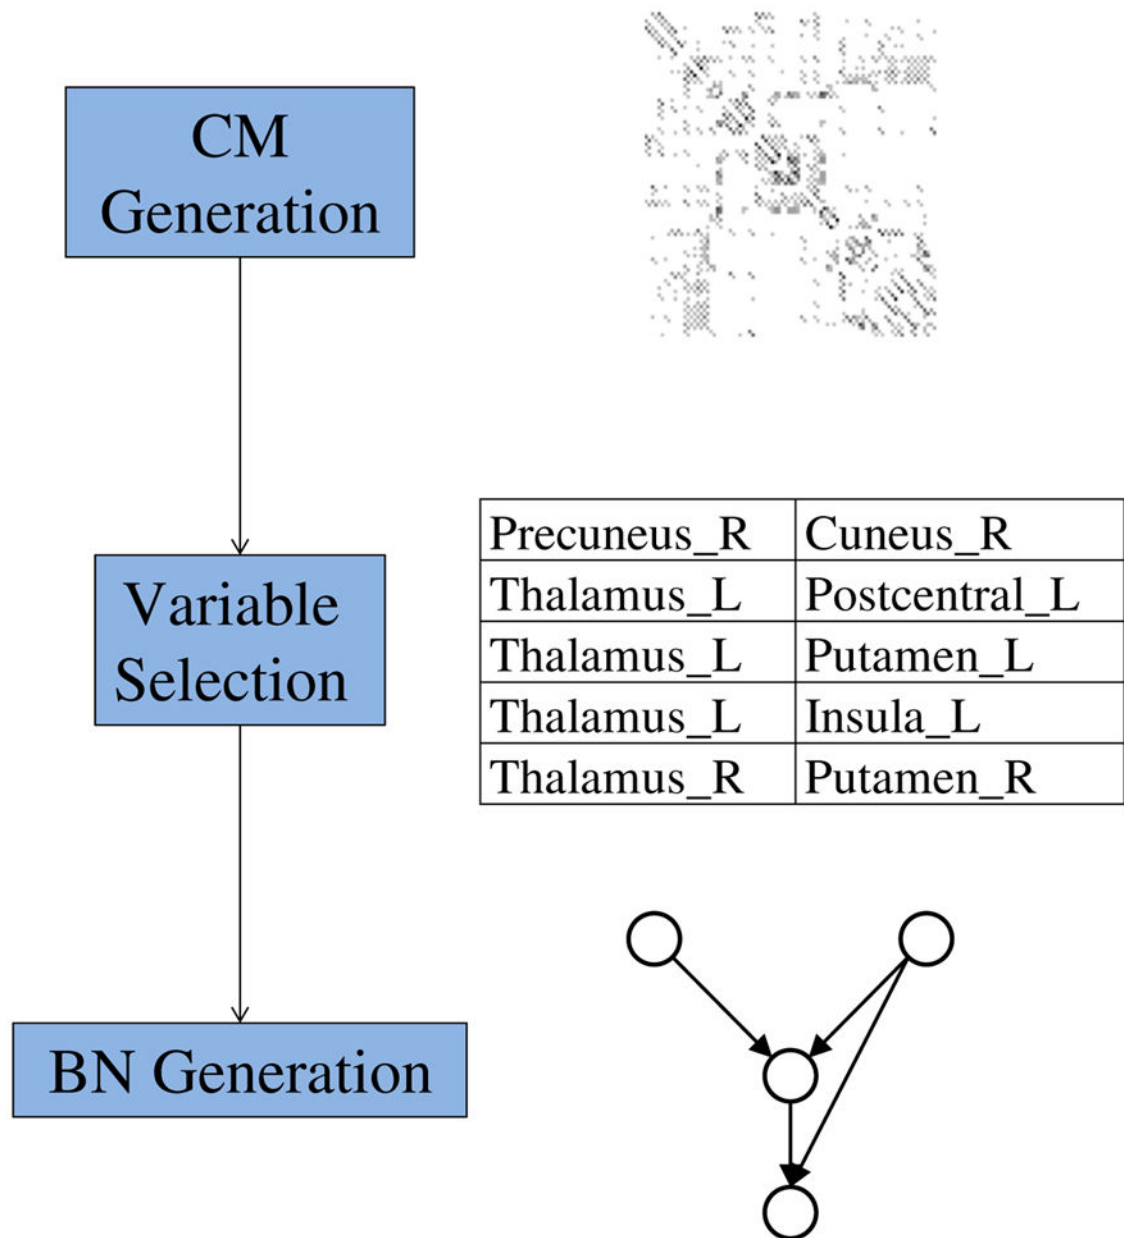 CM
Generation
Variable
Selection
Precuneus_R Cuneus_R
Thalamus_L Postcentral_L
Thalamus_L Putamen_L
Thalamus_L Insula_L
Thalamus_R Putamen_R
BN Generation